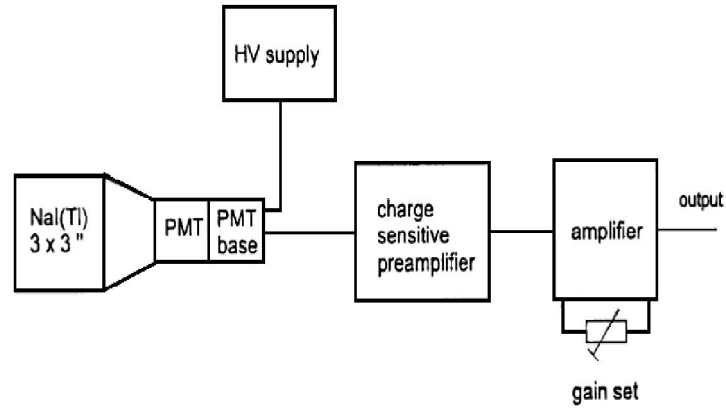 HV supply
NaI(Tl)
3 x 3 "
PMT
PMT
base
charge
sensitive
preamplifier
amplifier
output
gain set